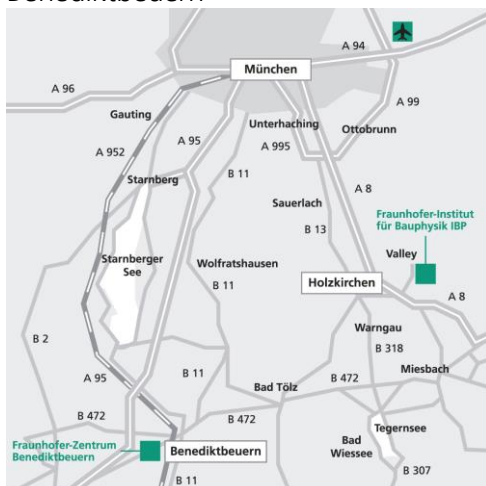 Benediktbeuern
A 94
München
A 96
A 99
Gauting
Unterhaching
Ottobrunn
A 95
A 952
A 995
Starnberg
B 11
A 8
Sauerlach
Fraunhofer-Institut
für Bauphysik IBP
B 13
Valley
Starnberger
See
Wolfratshausen
B 11
Holzkirchen
A 8
Warngau
B 2
B 318
Miesbach
A 95
B 11
Bad Tölz
B 472
B 472
B 472
Tegernsee
Fraunhofer-Zentrum
Benediktbeuern
Benediktbeuern
Bad
Wiessee
B 307
B 11